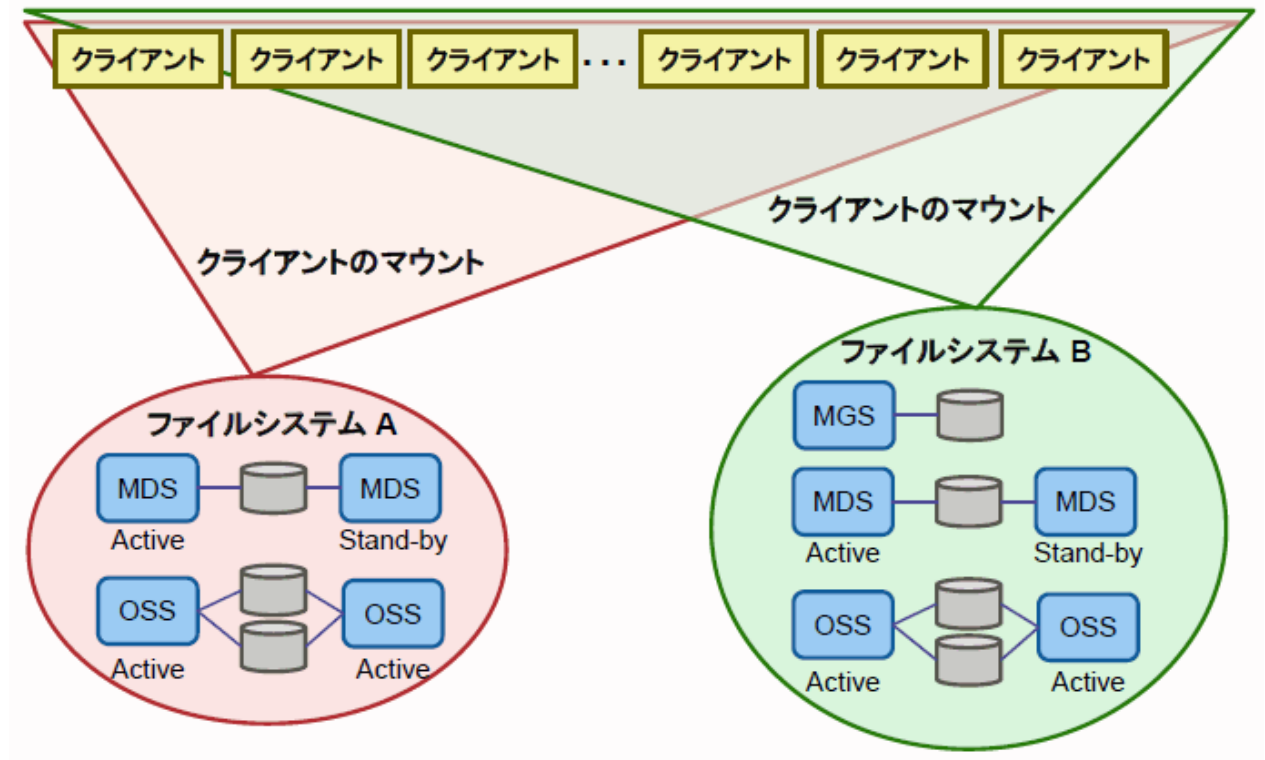 クライアント クライアント クライアント ... クライアント クライアント クライアント
クライアントのマウント
クライアントのマウント
ファイルシステム A
MDS MDS
Active Stand-by
OSS OSS
Active Active
ファイルシステム B
MGS
MDS MDS
Active Stand-by
OSS OSS
Active Active